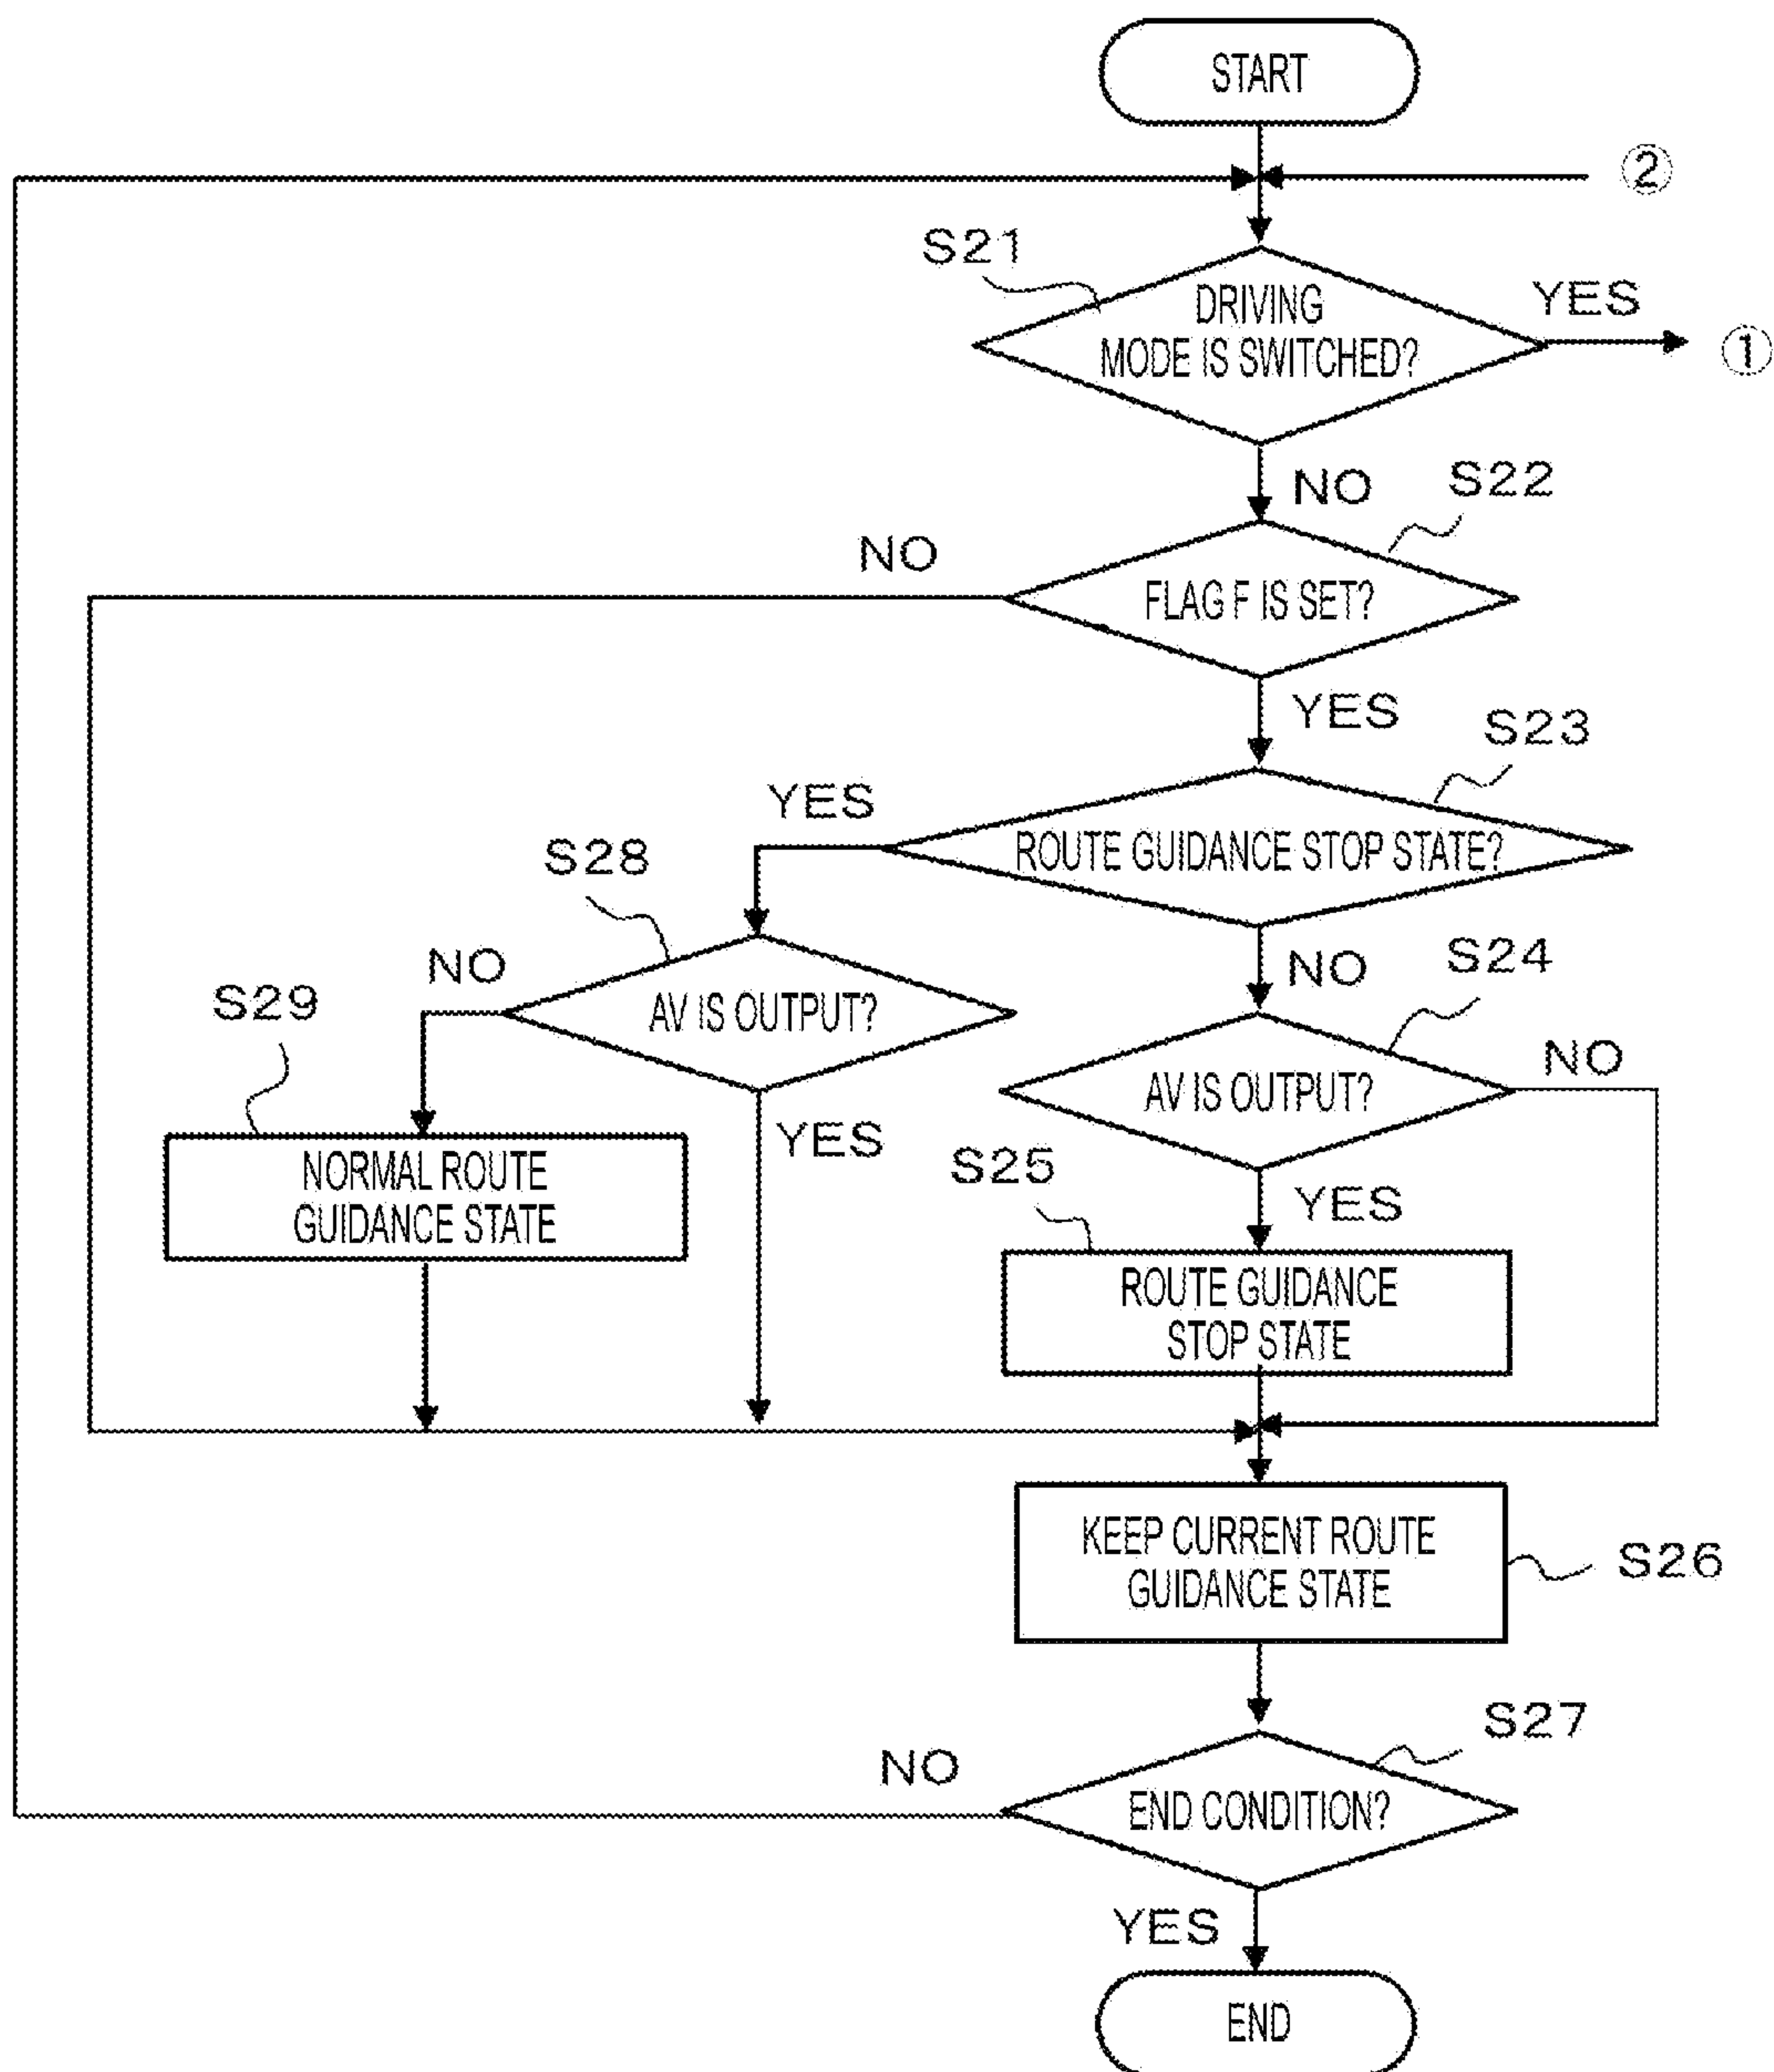 START
②
S21
DRIVING
MODE IS SWITCHED?
YES
①
NO
S22
NO
FLAG F IS SET?
YES
S23
YES
ROUTE GUIDANCE STOP STATE?
S28
NO
S24
NO
AV IS OUTPUT?
S29
NO
AV IS OUTPUT?
YES
S25
YES
NORMAL ROUTE
GUIDANCE STATE
ROUTE GUIDANCE
STOP STATE
KEEP CURRENT ROUTE
GUIDANCE STATE
S26
S27
NO
END CONDITION?
YES
END